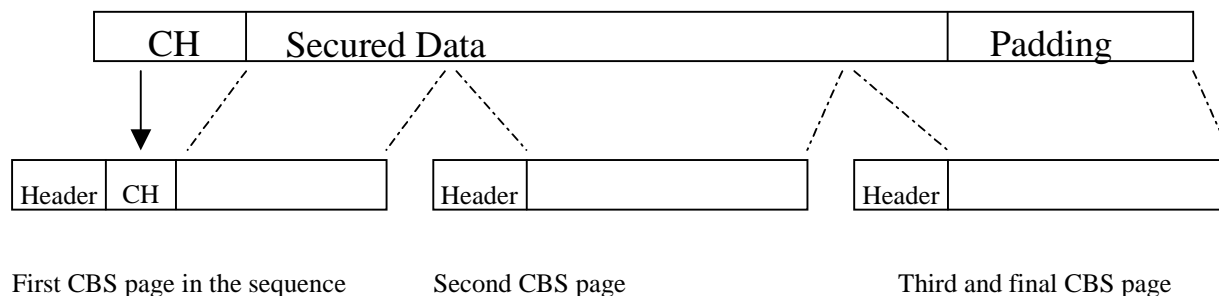 CH Secured Data Padding
Header CH Header Header
First CBS page in the sequence Second CBS page Third and final CBS page